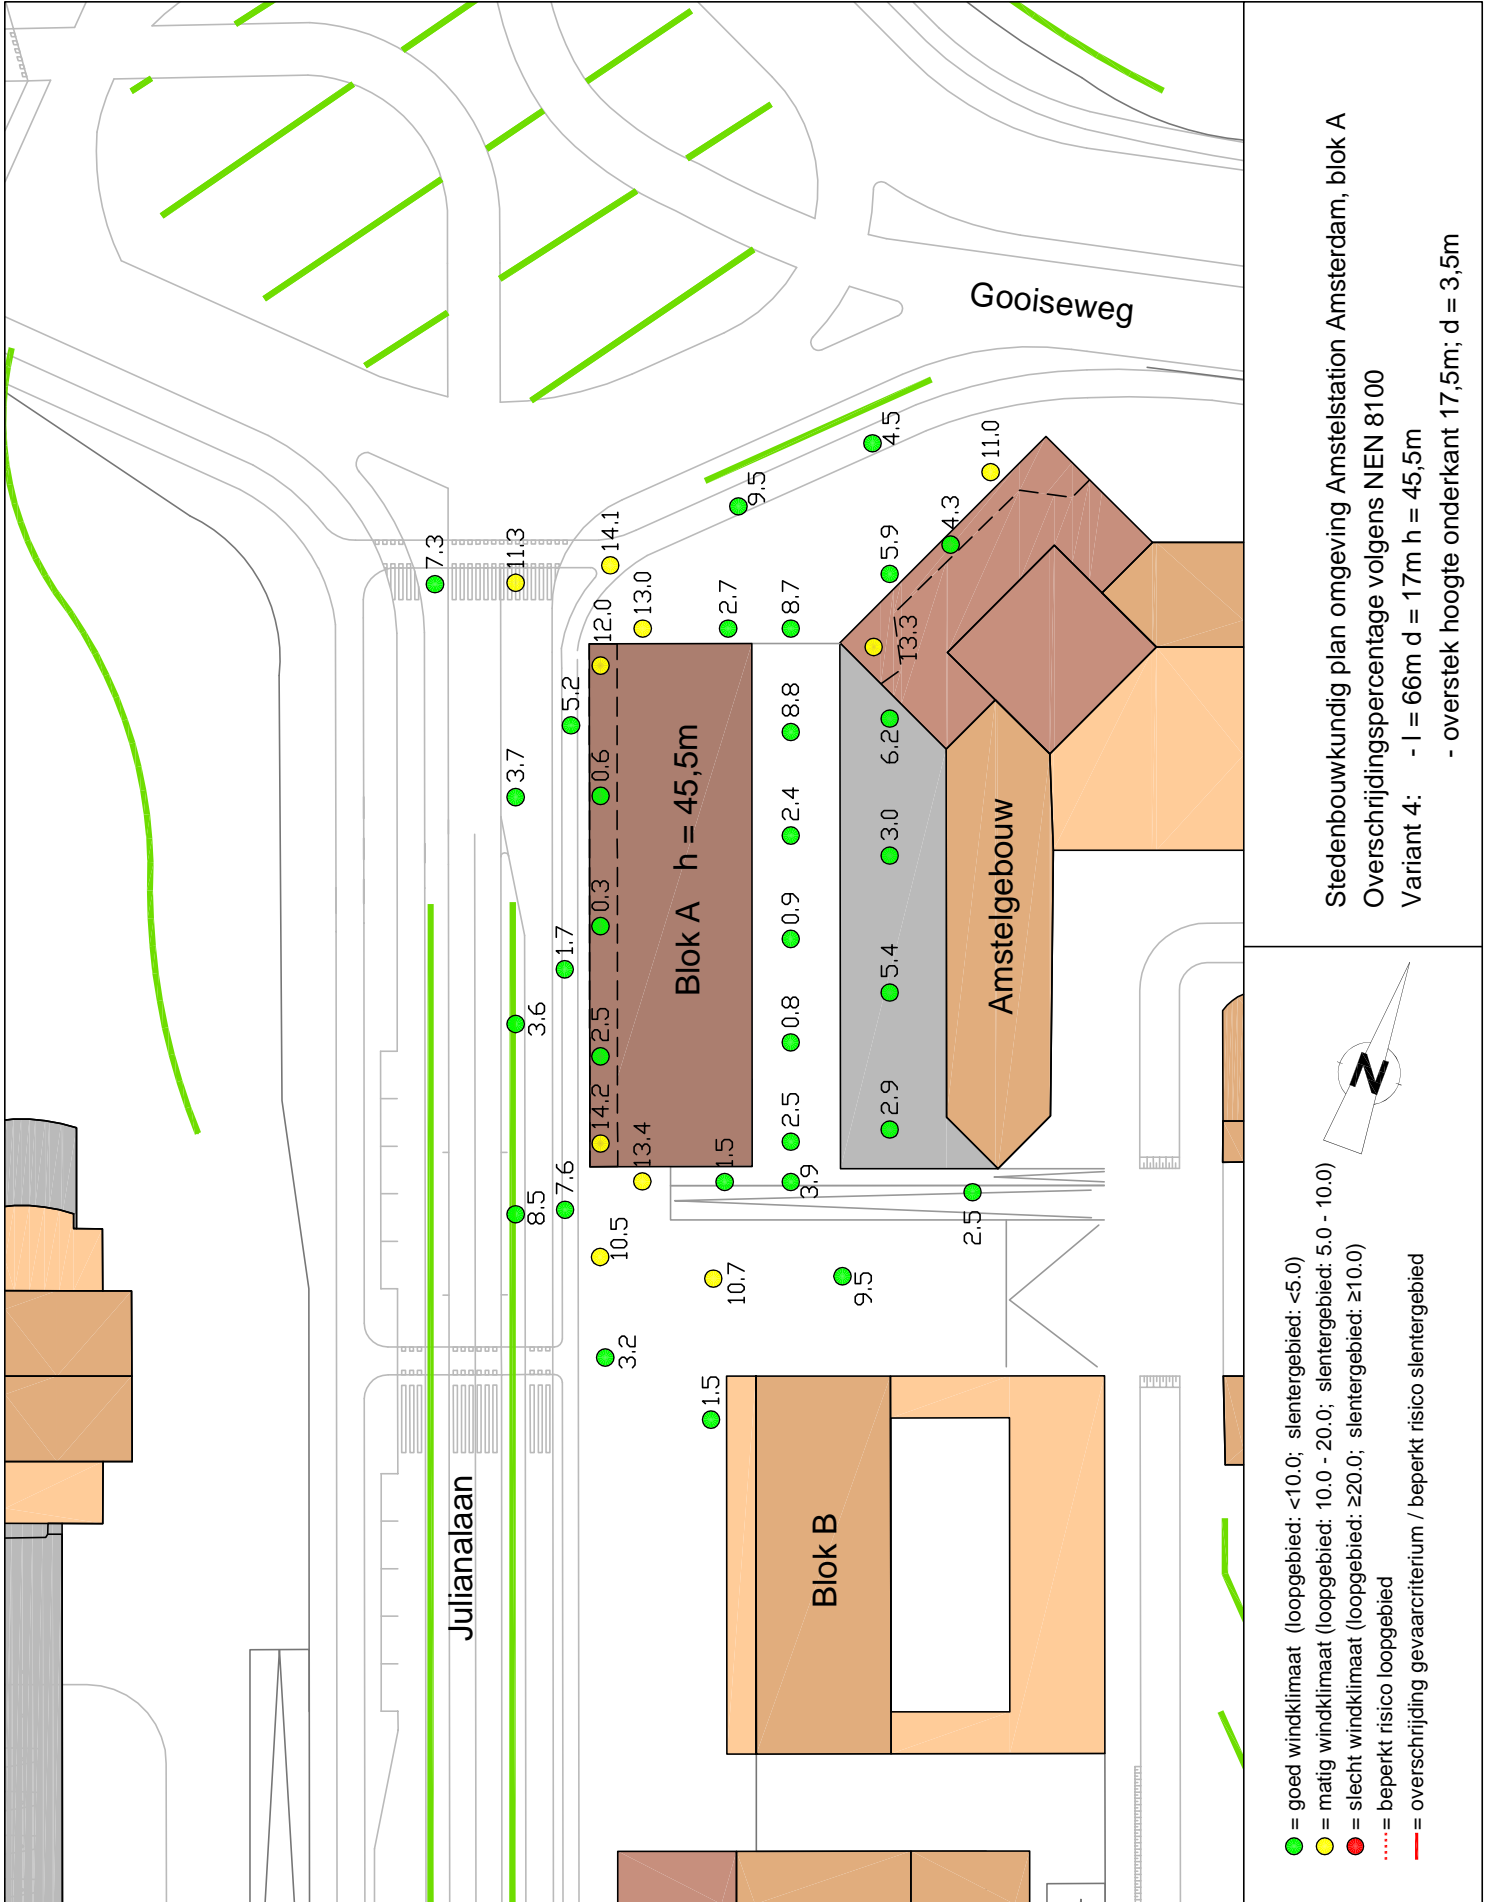 Gooiseweg
4.5
11.0
9.5
4.3
7.3
11.3
14.1
5.9
12.0
13.0
2.7
8.7
13.3
5.2
8.8
6.2
3.7
0.6
2.4
3.0
Blok A h = 45,5m
Amstelgebouw
0.3
0.9
5.4
1.7
3.6
2.5
0.8
14.2
2.5
2.9
13.4
1.5
3.9
8.5
7.6
2.5
10.5
10.7
9.5
3.2
1.5
Julianalaan
Blok B
Stedenbouwkundig plan omgeving Amstelstation Amsterdam, blok A
Overschrijdingspercentage volgens NEN 8100
Variant 4: - l = 66m d = 17m h = 45,5m
- overstek hoogte onderkant 17,5m; d = 3,5m
N
= goed windklimaat (loopgebied: <10.0; slentergebied: <5.0)
= matig windklimaat (loopgebied: 10.0 - 20.0; slentergebied: 5.0 - 10.0)
= slecht windklimaat (loopgebied: ≥20.0; slentergebied: ≥10.0)
= beperkt risico loopgebied
= overschrijding gevaarcriterium / beperkt risico slentergebied